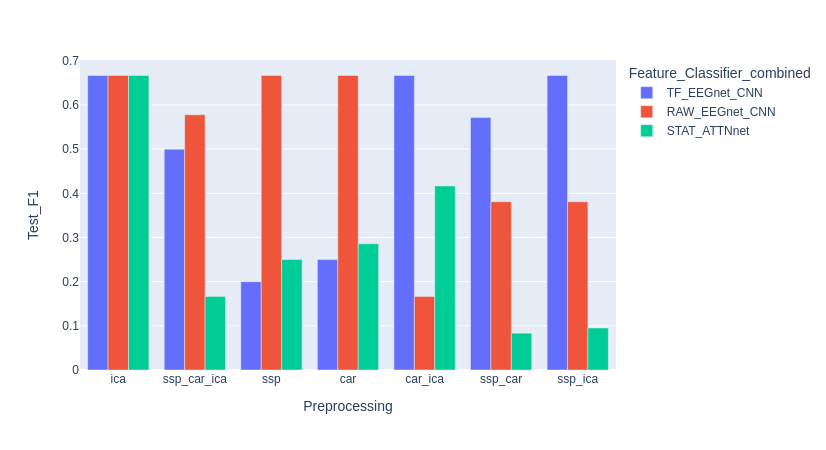 Feature_Classifier_combined
TF_EEGnet_CNN
RAW_EEGnet_CNN
STAT_ATTNnet
Test_F1
0.7
0.6
0.5
0.4
0.3
0.2
0.1
0
ica ssp_car_ica ssp car car_ica ssp_car ssp_ica
Preprocessing